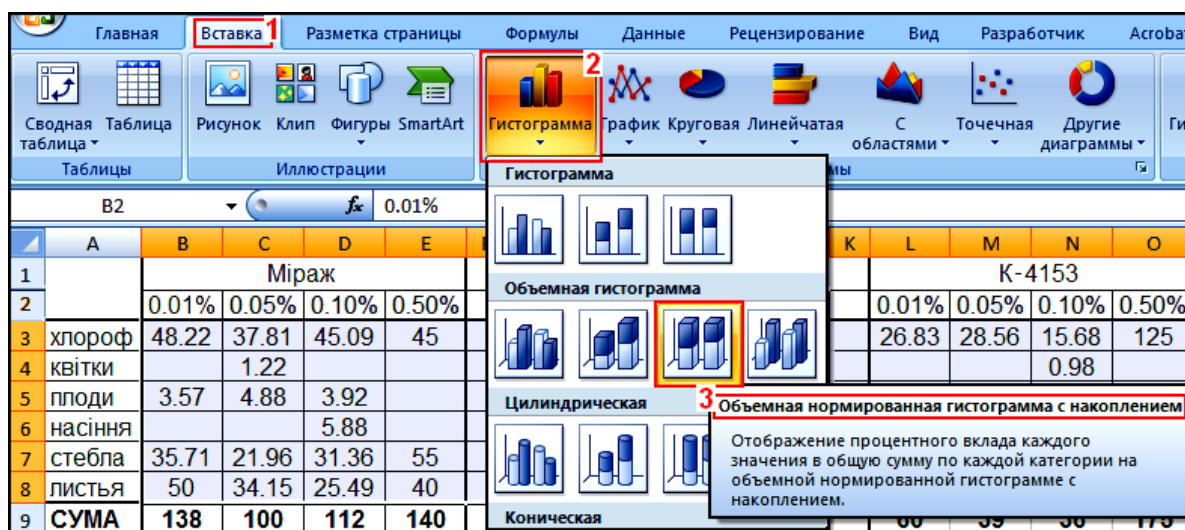 Главная Вставка 1 Разметка страницы Формулы Данные Рецензирование Вид Разработчик Acrobat
2
Сводная таблица Таблица Рисунок Клип Фигуры SmartArt Гистограмма График Круговая Линейчатая С областями Точечная Другие диаграммы
Таблицы Иллюстрации
B2 fx 0.01%
Гистограмма
A B C D E K L M N O
1 Міраж К-4153
Объемная гистограмма
2 0.01% 0.05% 0.10% 0.50% 0.01% 0.05% 0.10% 0.50%
3 хлороф 48.22 37.81 45.09 45 26.83 28.56 15.68 125
4 квітки 1.22 0.98
5 плоди 3.57 4.88 3.92
Цилиндрическая
3 Объемная нормированная гистограмма с накоплением
6 насіння 5.88
Отображение процентного вклада каждого
7 стебла 35.71 21.96 31.36 55
значения в общую сумму по каждой категории на
8 листья 50 34.15 25.49 40
объемной нормированной гистограмме с
накоплением.
Коническая
9 СУМА 138 100 112 140